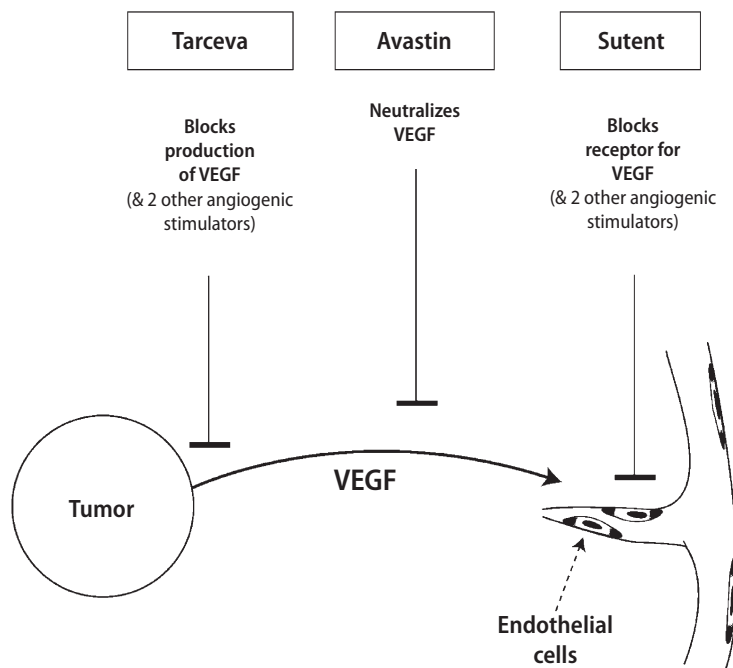 Tarceva
Avastin
Sutent
Blocks
production
of VEGF
(& 2 other angiogenic
stimulators)
Neutralizes
VEGF
Blocks
receptor for
VEGF
(& 2 other angiogenic
stimulators)
VEGF
Tumor
Endothelial
cells